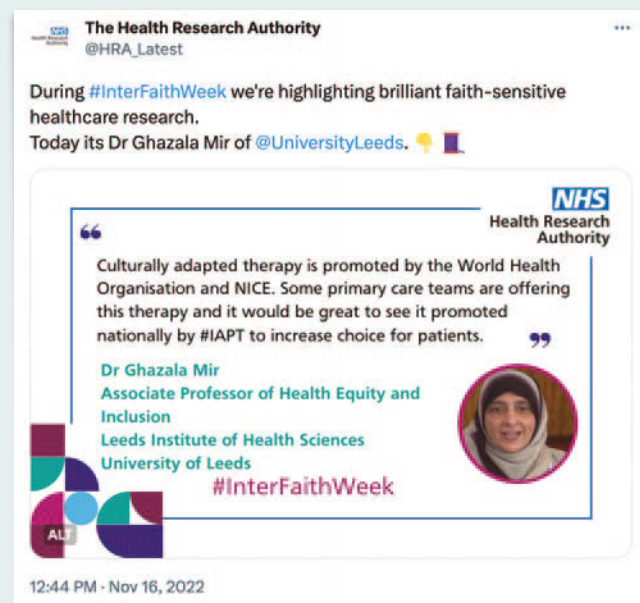 The Health Research Authority
@HRA_Latest
During #InterFaithWeek we're highlighting brilliant faith-sensitive
healthcare research.
Today its Dr Ghazala Mir of @UniversityLeeds.
NHS
Health Research
Authority
“
Culturally adapted therapy is promoted by the World Health
Organisation and NICE. Some primary care teams are offering
this therapy and it would be great to see it promoted
nationally by #IAPT to increase choice for patients.
”
Dr Ghazala Mir
Associate Professor of Health Equity and
Inclusion
Leeds Institute of Health Sciences
University of Leeds
#InterFaithWeek
ALT
12:44 PM · Nov 16, 2022